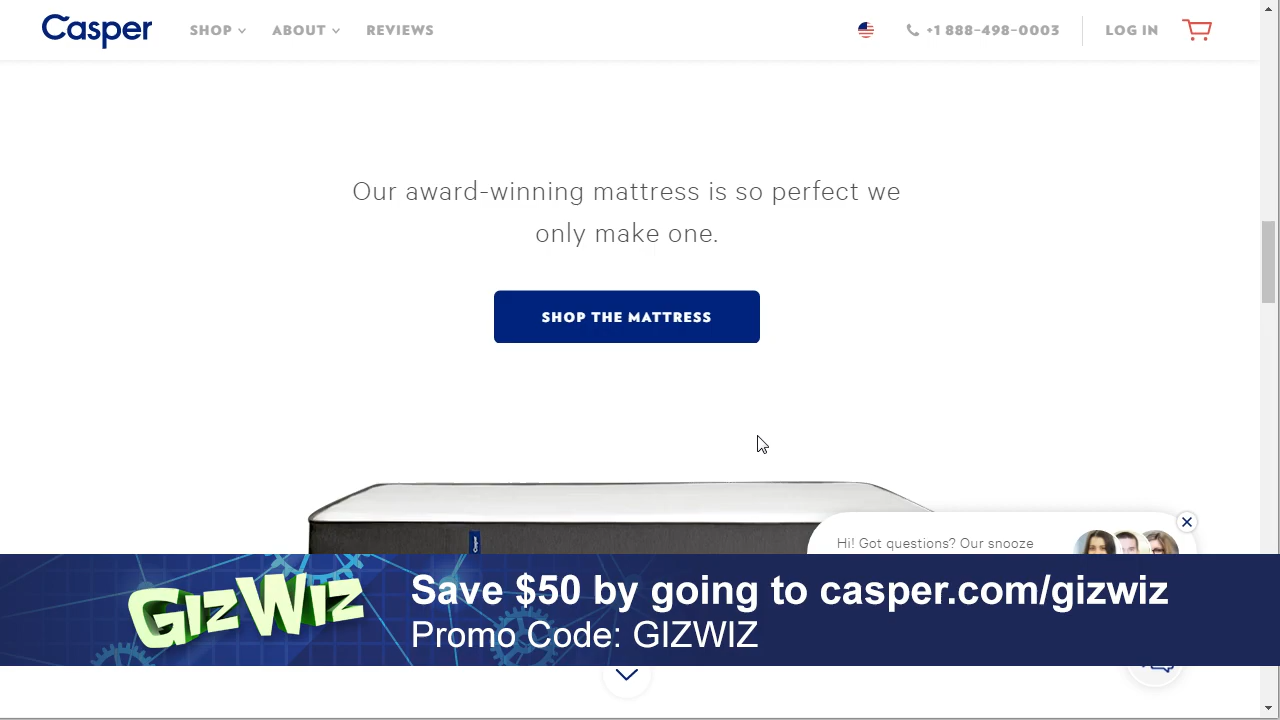 Casper SHOP ABOUT REVIEWS +1 888-498-0003 LOG IN
Our award-winning mattress is so perfect we
only make one.
SHOP THE MATTRESS
Casper
Hi! Got questions? Our snooze
GIZWIZ
Save $50 by going to casper.com/gizwiz
Promo Code: GIZWIZ